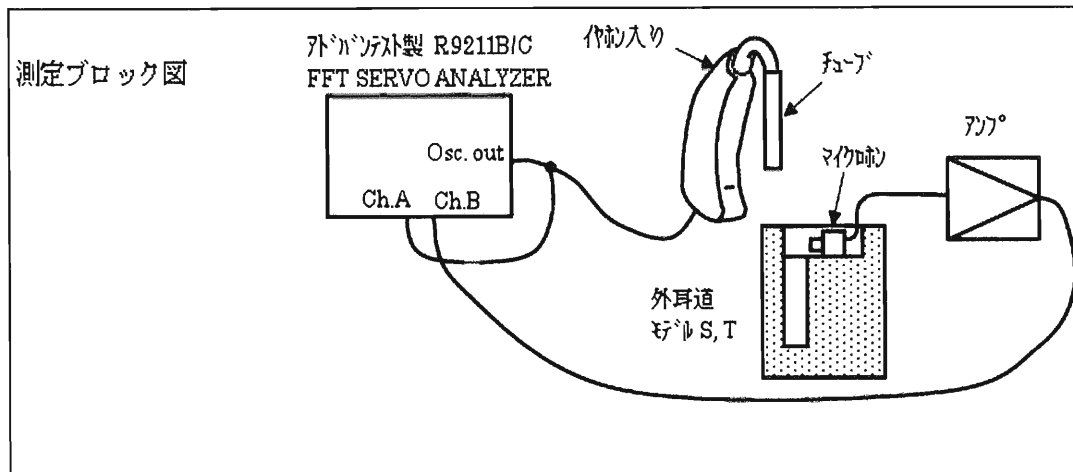 測定ブロック図
ｱﾄﾞﾊﾞﾝﾃｽﾄ製 R9211B/C
FFT SERVO ANALYZER
Osc. out
Ch.A Ch.B
ｲﾔﾎﾝ入り
ﾁｭｰﾌﾞ
ﾏｲｸﾛﾎﾝ
ｱﾝﾌﾟ
外耳道
ﾓﾃﾞﾙ S, T